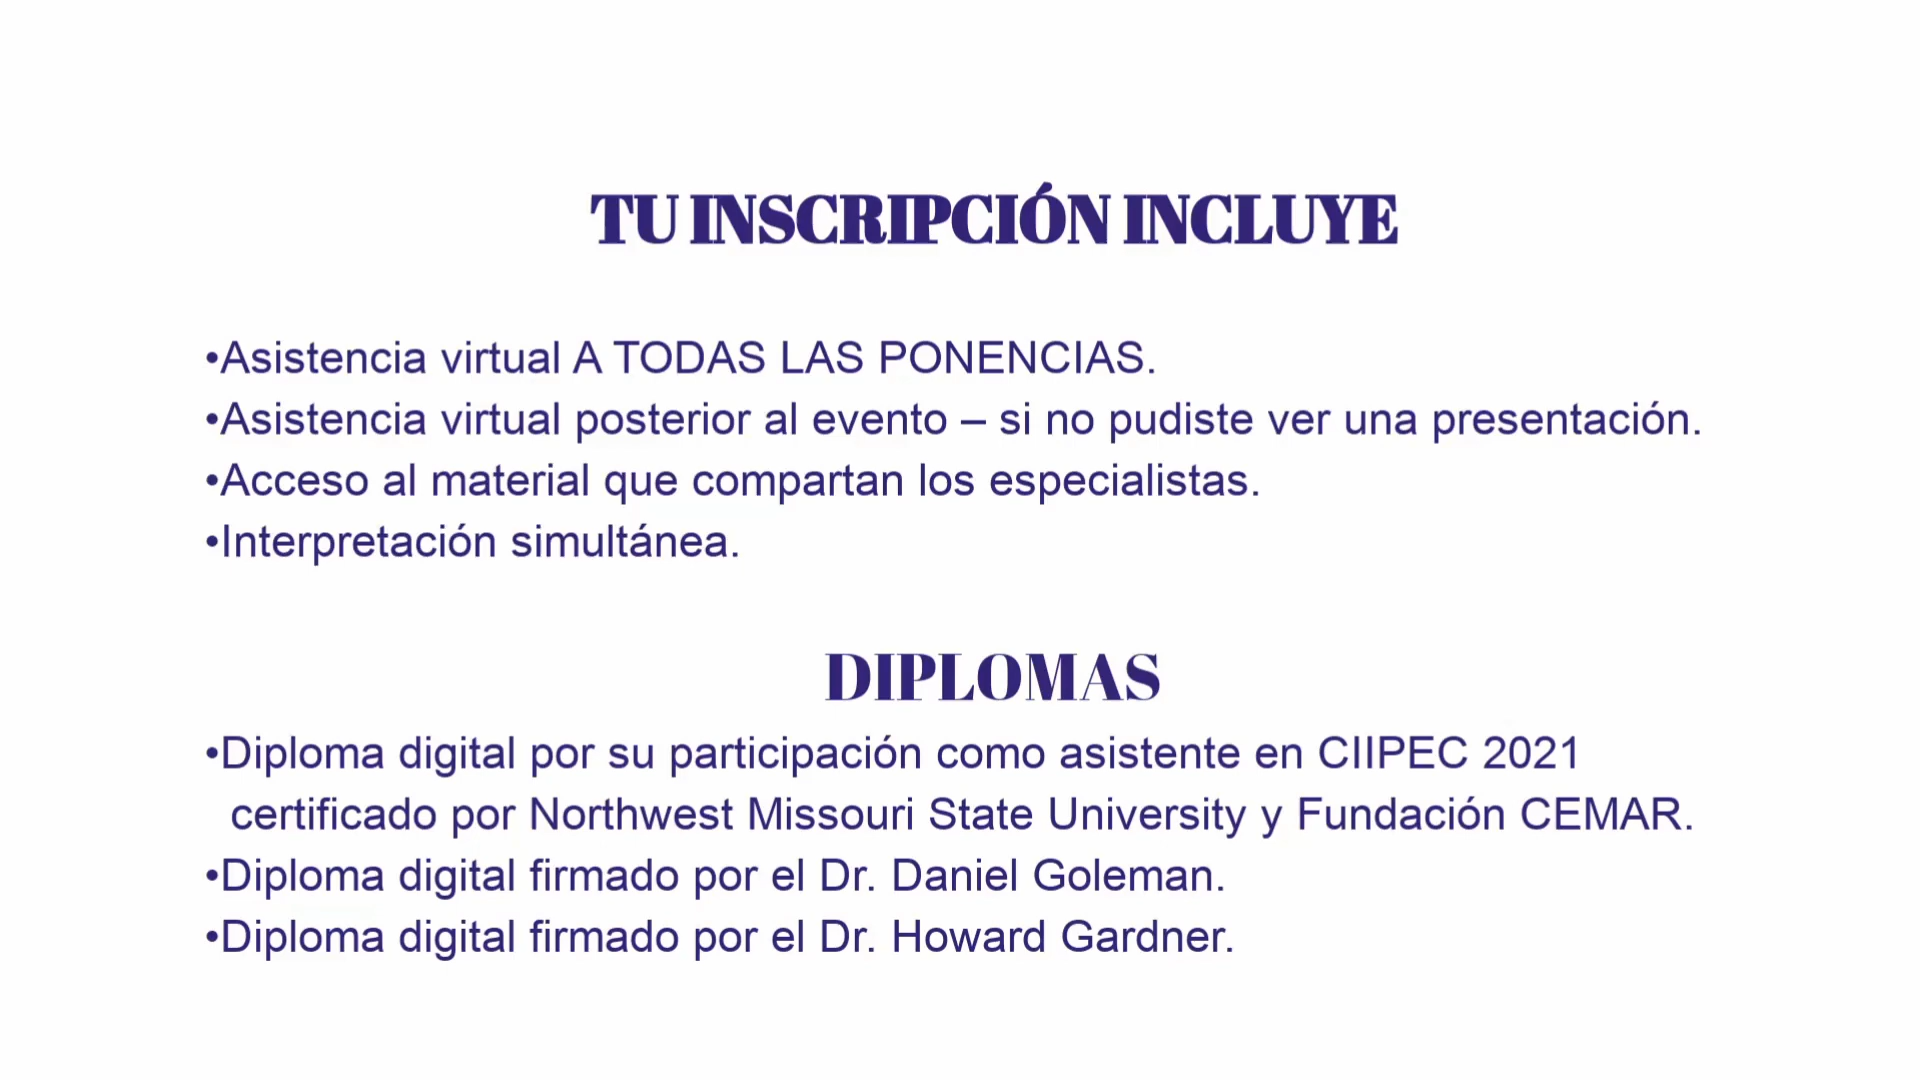 TU INSCRIPCIÓN INCLUYE
•Asistencia virtual A TODAS LAS PONENCIAS.
•Asistencia virtual posterior al evento – si no pudiste ver una presentación.
•Acceso al material que compartan los especialistas.
•Interpretación simultánea.
DIPLOMAS
•Diploma digital por su participación como asistente en CIIPEC 2021
certificado por Northwest Missouri State University y Fundación CEMAR.
•Diploma digital firmado por el Dr. Daniel Goleman.
•Diploma digital firmado por el Dr. Howard Gardner.